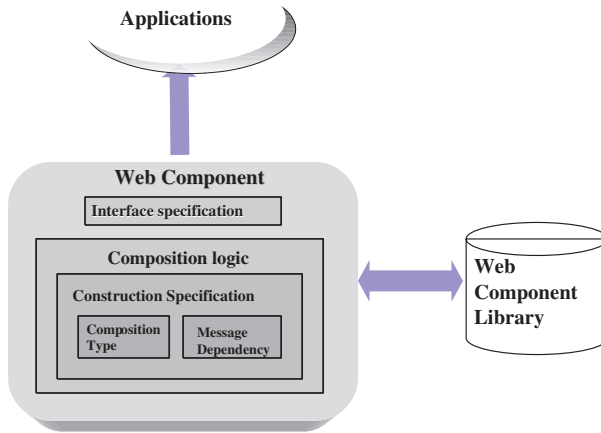 Applications
Web Component
Interface specification
Composition logic
Construction Specification
Composition
Type
Message
Dependency
Web
Component
Library